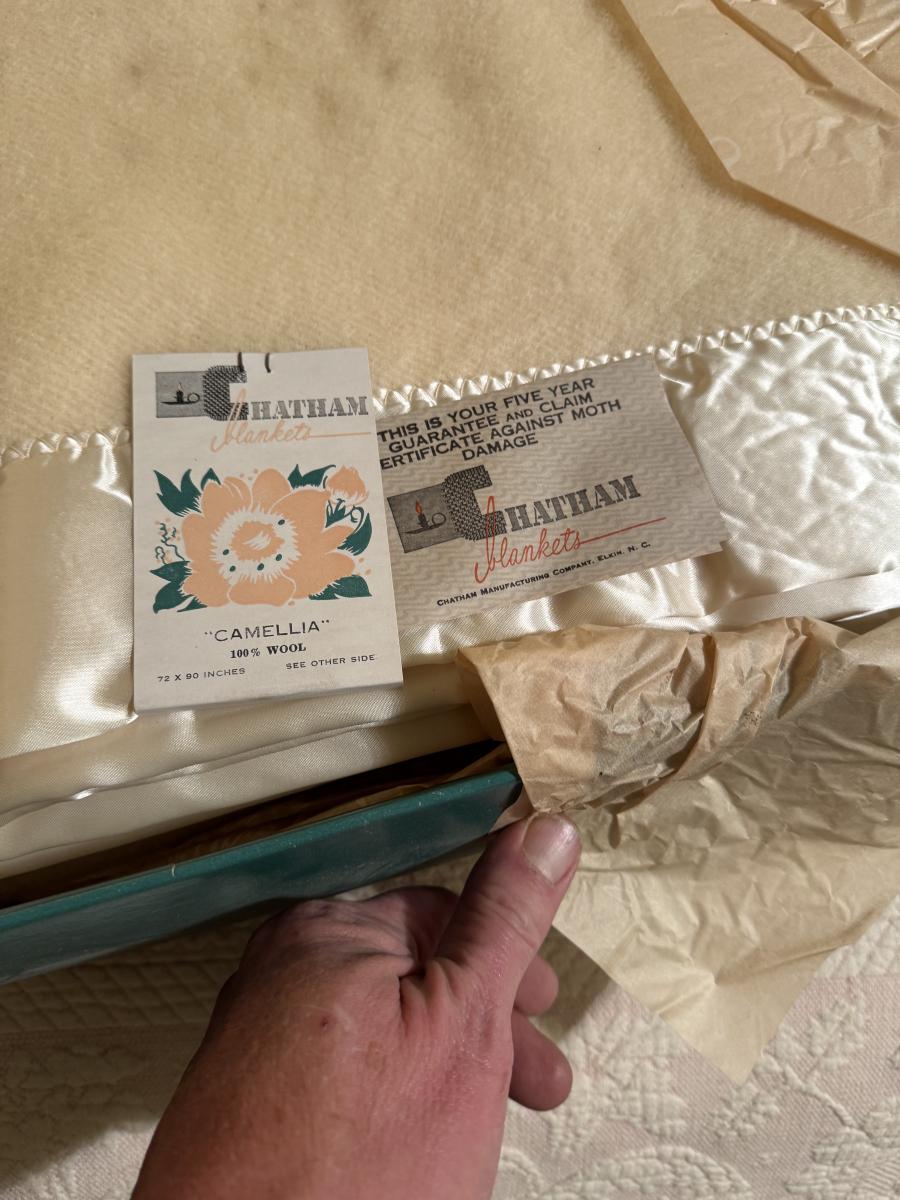 CHATHAM
blankets
"CAMELLIA"
100% WOOL
72 X 90 INCHES SEE OTHER SIDE
THIS IS YOUR FIVE YEAR
GUARANTEE AND CLAIM
ERTIFICATE AGAINST MOTH
DAMAGE
CHATHAM
blankets
CHATHAM MANUFACTURING COMPANY, ELKIN, N. C.